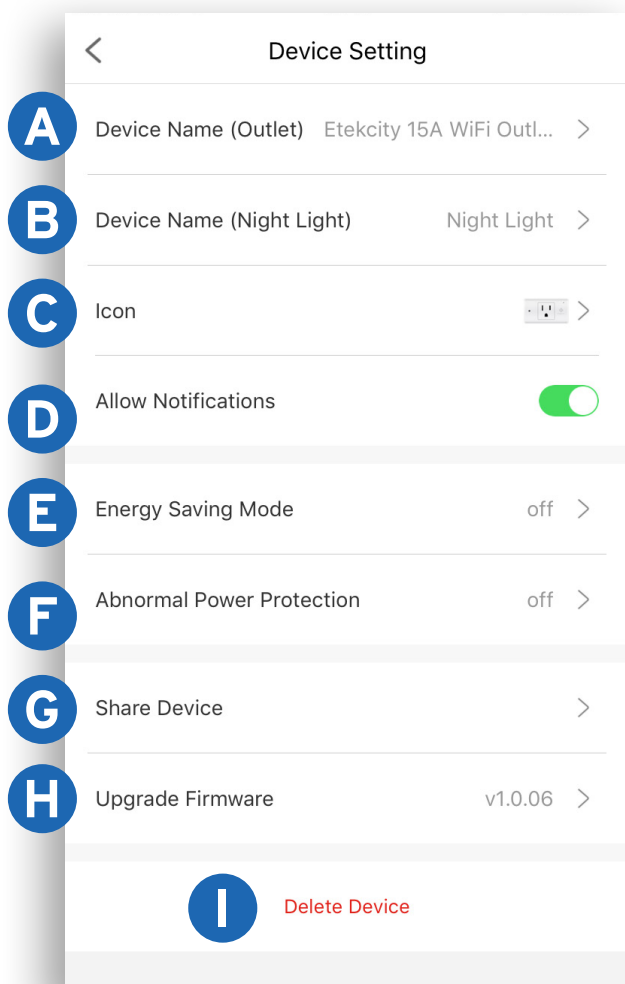 Device Setting
A Device Name (Outlet) Etekcity 15A WiFi Outl...
B Device Name (Night Light) Night Light
C Icon
D Allow Notifications
E Energy Saving Mode off
F Abnormal Power Protection off
G Share Device
H Upgrade Firmware v1.0.06
I Delete Device